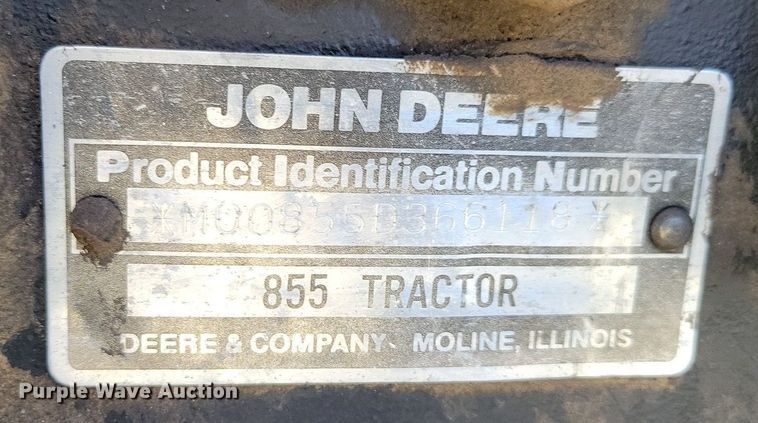 JOHN DEERE
Product Identification Number
*M00855D366118*
855 TRACTOR
DEERE & COMPANY MOLINE, ILLINOIS
Purple Wave Auction